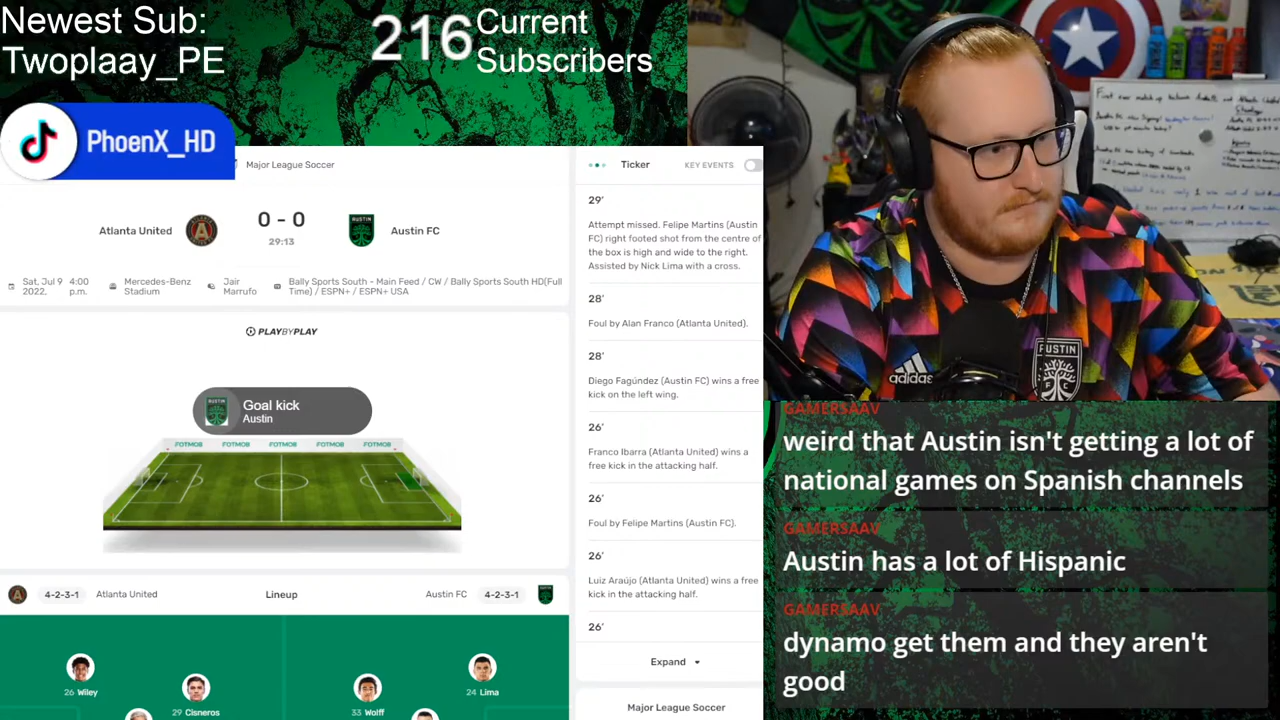 Newest Sub:
Twoplaay_PE
216
Current
Subscribers
PhoenX_HD
Major League Soccer
Atlanta United
0 - 0
29:13
Austin FC
Sat, Jul 9
2022,
4:00
p.m.
Mercedes-Benz
Stadium
Jair
Marrufo
Bally Sports South - Main Feed / CW / Bally Sports South HD(Full
Time) / ESPN+ / ESPN USA
PLAYBYPLAY
AUSTIN
Goal kick
Austin
FOTMOB FOTMOB FOTMOB FOTMOB FOTMOB
4-2-3-1
Atlanta United
Lineup
Austin FC
4-2-3-1
26 Wiley
29 Cisneros
33 Wolff
24 Lima
Ticker
KEY EVENTS
29'
Attempt missed. Felipe Martins (Austin
FC) right footed shot from the centre of
the box is high and wide to the right.
Assisted by Nick Lima with a cross.
28'
Foul by Alan Franco (Atlanta United).
28'
Diego Fagúndez (Austin FC) wins a free
kick on the left wing.
26'
Franco Ibarra (Atlanta United) wins a
free kick in the attacking half.
26'
Foul by Felipe Martins (Austin FC).
26'
Luiz Araújo (Atlanta United) wins a free
kick in the attacking half.
26'
Expand
Major League Soccer
adidas
AUSTIN
FC
GAMERSAAV
weird that Austin isn't getting a lot of
national games on Spanish channels
GAMERSAAV
Austin has a lot of Hispanic
GAMERSAAV
dynamo get them and they aren't
good